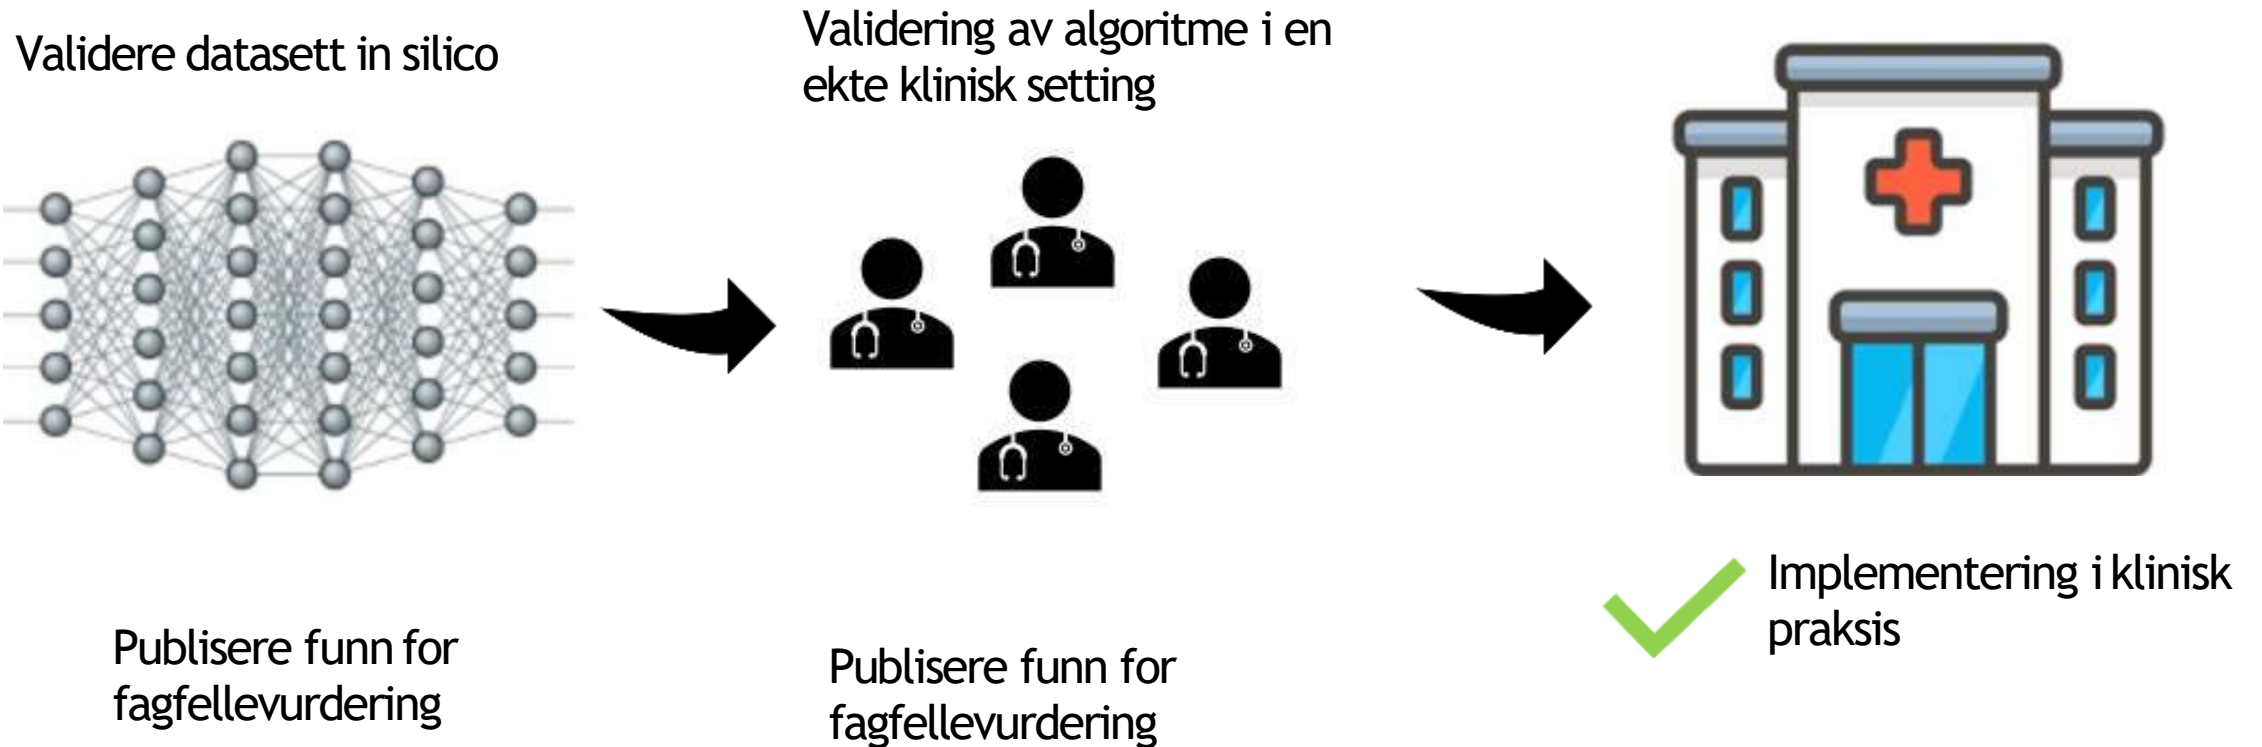 Validere datasett in silico
Validering av algoritme i en
ekte klinisk setting
Publisere funn for
fagfellevurdering
Publisere funn for
fagfellevurdering
Implementering i klinisk
praksis